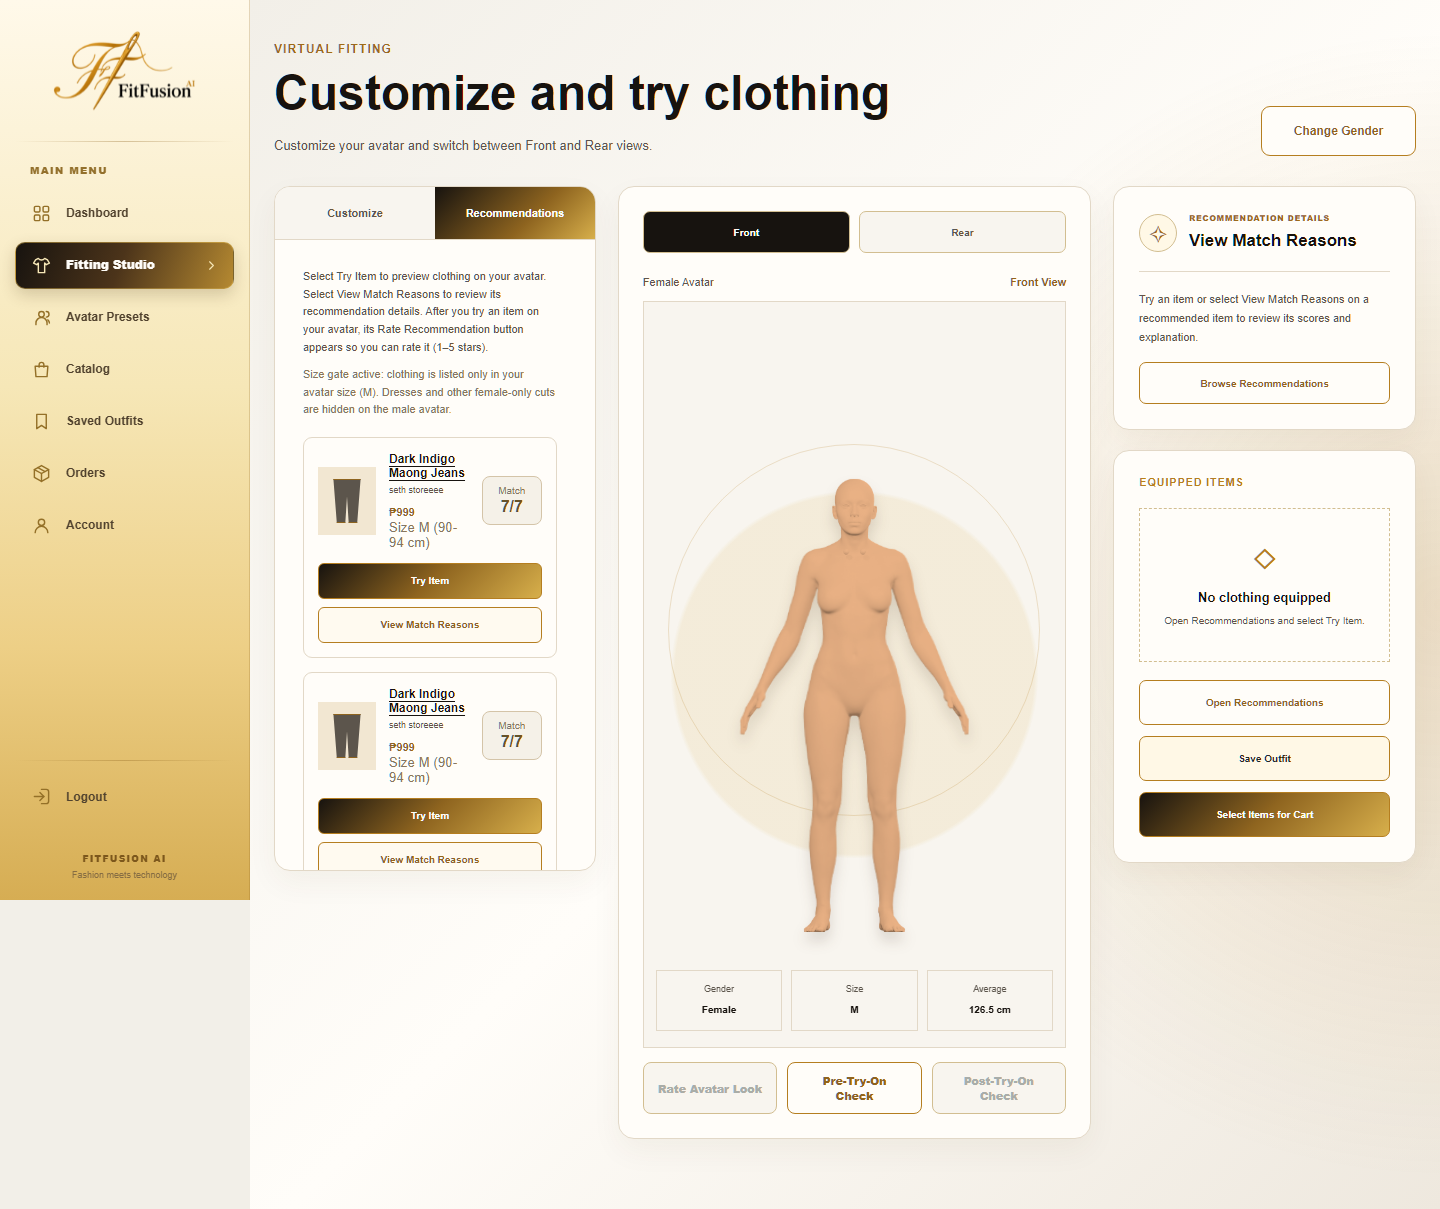 FitFusion AI
MAIN MENU
Dashboard
Fitting Studio
Avatar Presets
Catalog
Saved Outfits
Orders
Account
Logout
FITFUSION AI
Fashion meets technology
VIRTUAL FITTING
Customize and try clothing
Customize your avatar and switch between Front and Rear views.
Change Gender
Customize
Recommendations
Select Try Item to preview clothing on your avatar.
Select View Match Reasons to review its
recommendation details. After you try an item on
your avatar, its Rate Recommendation button
appears so you can rate it (1–5 stars).
Size gate active: clothing is listed only in your
avatar size (M). Dresses and other female-only cuts
are hidden on the male avatar.
Dark Indigo
Maong Jeans
seth storeeee
₱999
Size M (90-
94 cm)
Match
7/7
Try Item
View Match Reasons
Dark Indigo
Maong Jeans
seth storeeee
₱999
Size M (90-
94 cm)
Match
7/7
Try Item
View Match Reasons
Front
Rear
Female Avatar
Front View
Gender
Female
Size
M
Average
126.5 cm
Rate Avatar Look
Pre-Try-On
Check
Post-Try-On
Check
RECOMMENDATION DETAILS
View Match Reasons
Try an item or select View Match Reasons on a
recommended item to review its scores and
explanation.
Browse Recommendations
EQUIPPED ITEMS
No clothing equipped
Open Recommendations and select Try Item.
Open Recommendations
Save Outfit
Select Items for Cart